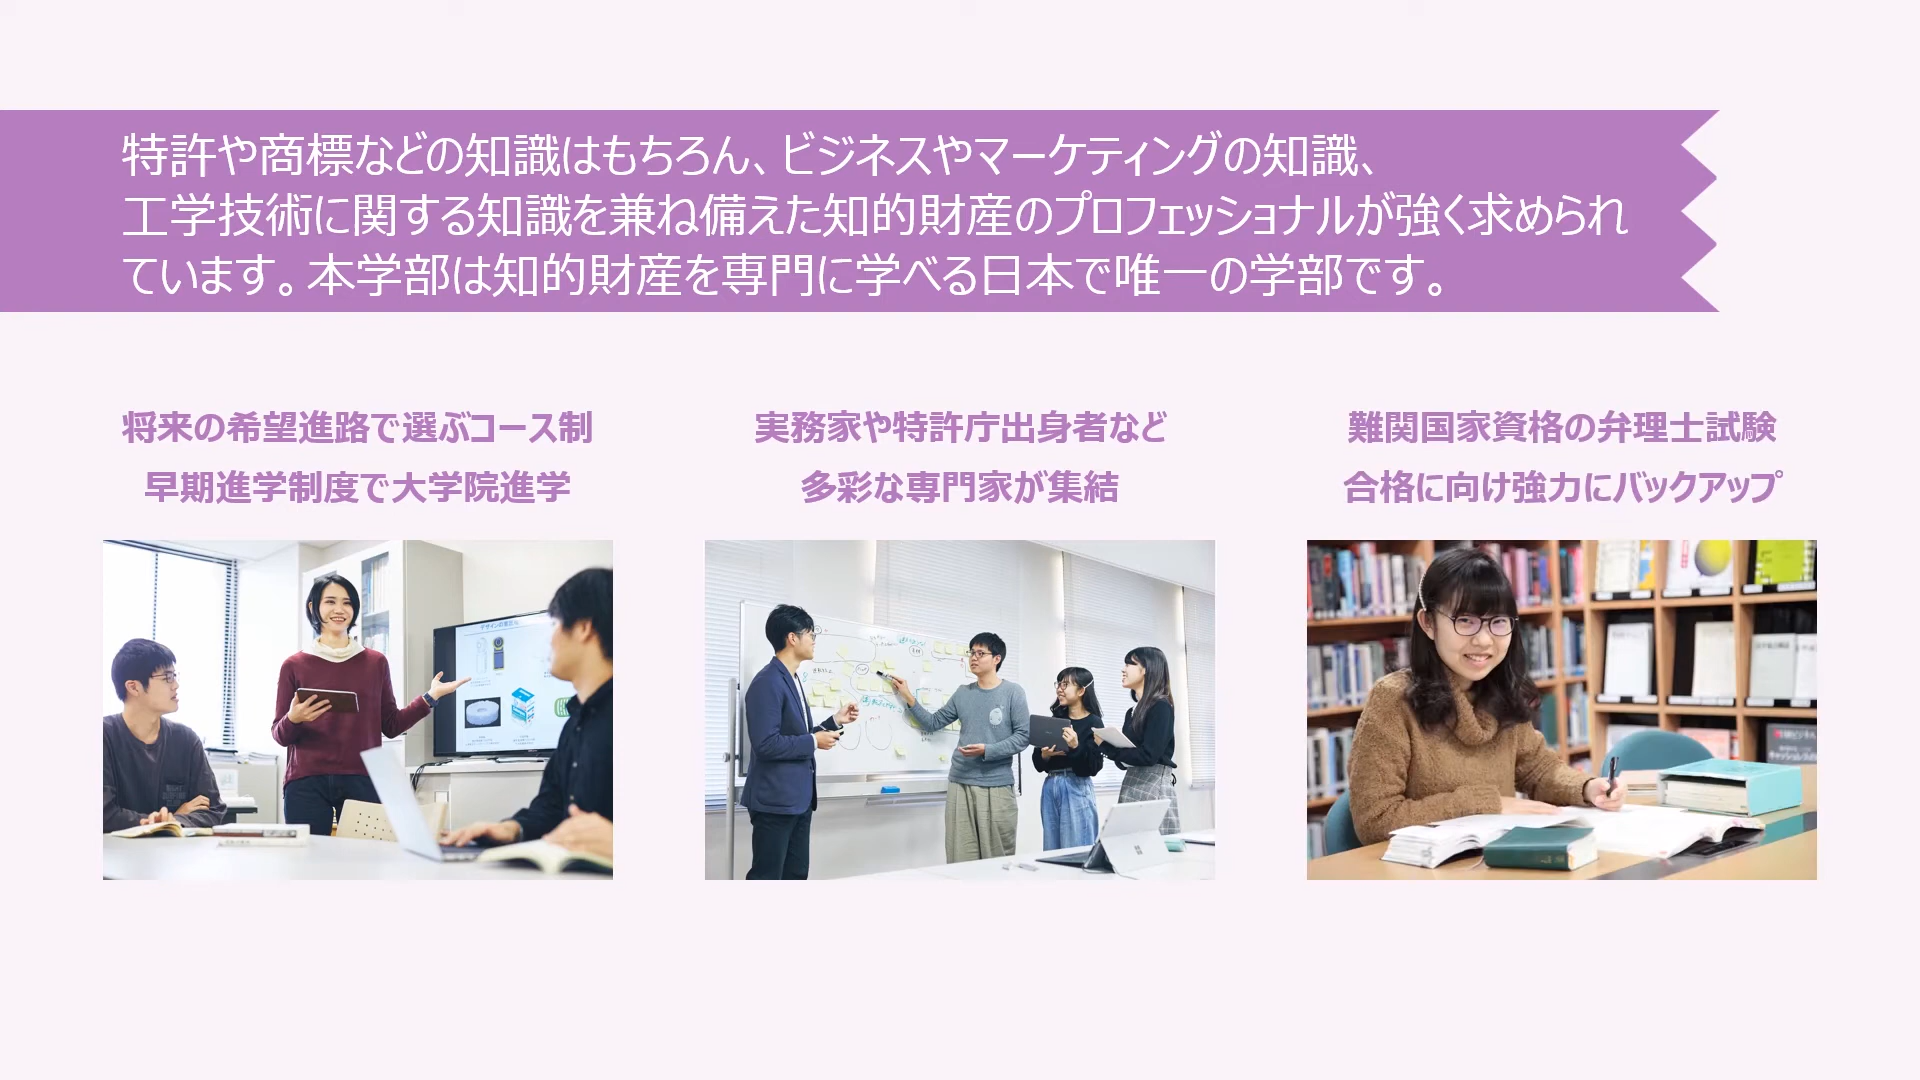 特許や商標などの知識はもちろん、ビジネスやマーケティングの知識、
工学技術に関する知識を兼ね備えた知的財産のプロフェッショナルが強く求められ
ています。本学部は知的財産を専門に学べる日本で唯一の学部です。
将来の希望進路で選ぶコース制
早期進学制度で大学院進学
実務家や特許庁出身者など
多彩な専門家が集結
難関国家資格の弁理士試験
合格に向け強力にバックアップ